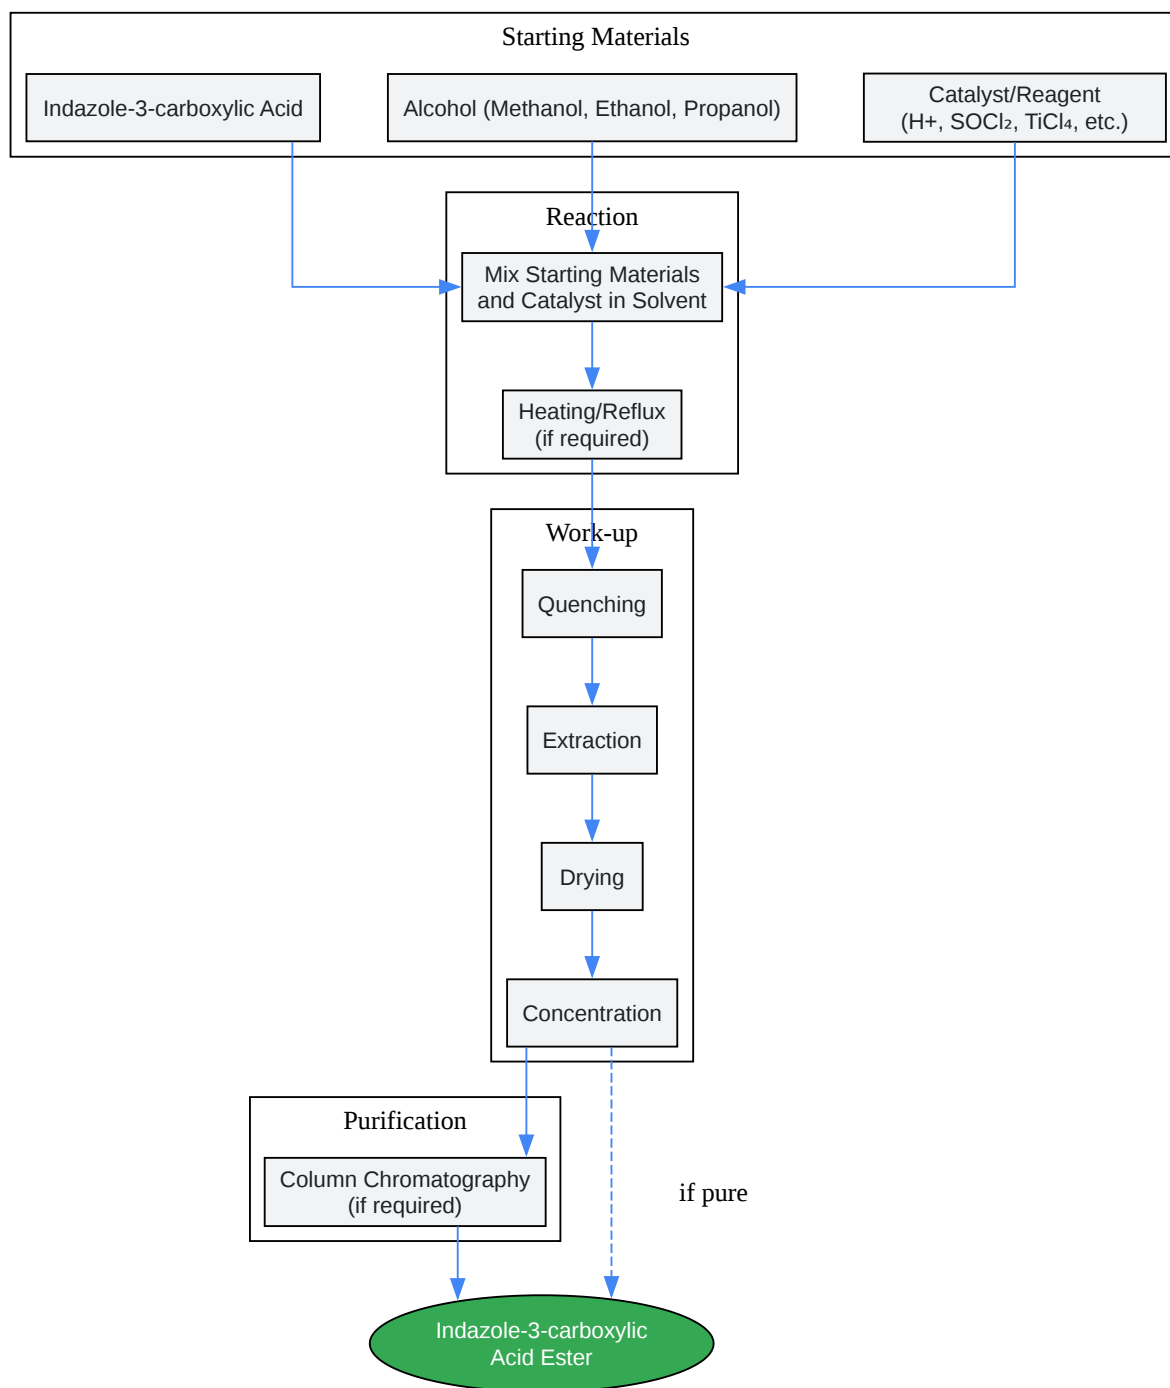 Starting Materials
Indazole-3-carboxylic Acid
Alcohol (Methanol, Ethanol, Propanol)
Catalyst/Reagent
(H+, SOCl₂, TiCl₄, etc.)
Reaction
Mix Starting Materials
and Catalyst in Solvent
Heating/Reflux
(if required)
Work-up
Quenching
Extraction
Drying
Concentration
Purification
Column Chromatography
(if required)
if pure
Indazole-3-carboxylic
Acid Ester